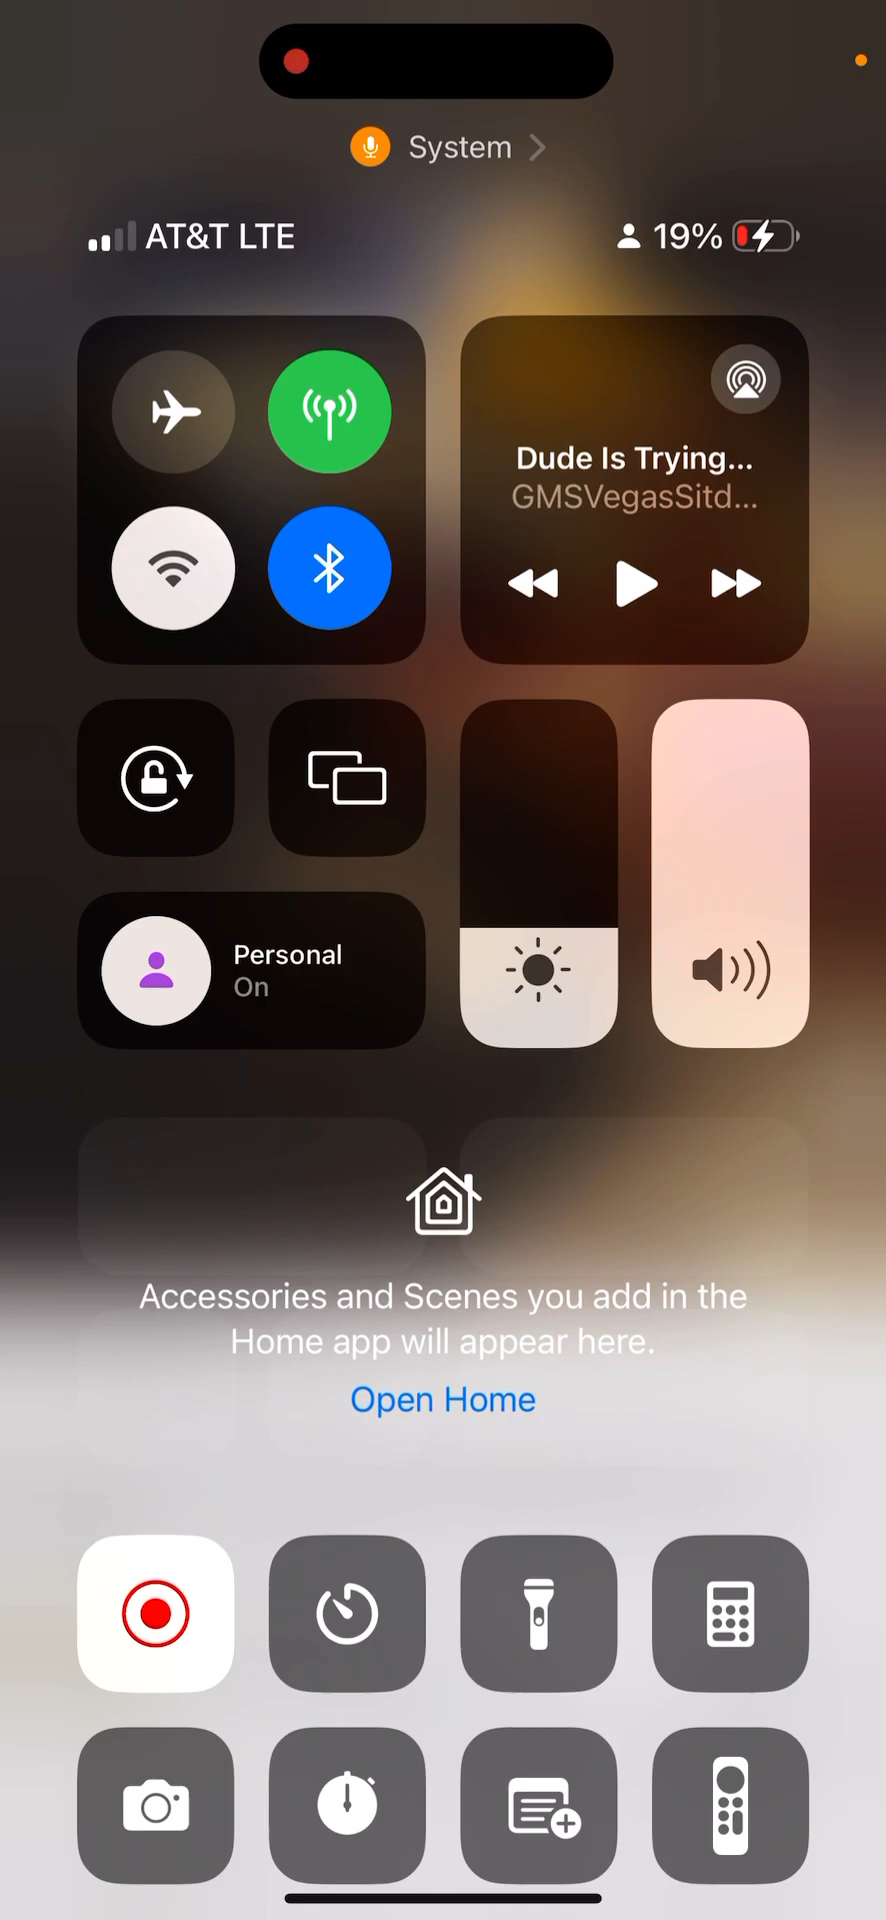 System
AT&T LTE
19%
Dude Is Trying...
GMSVegasSitd...
Personal
On
Accessories and Scenes you add in the
Home app will appear here.
Open Home